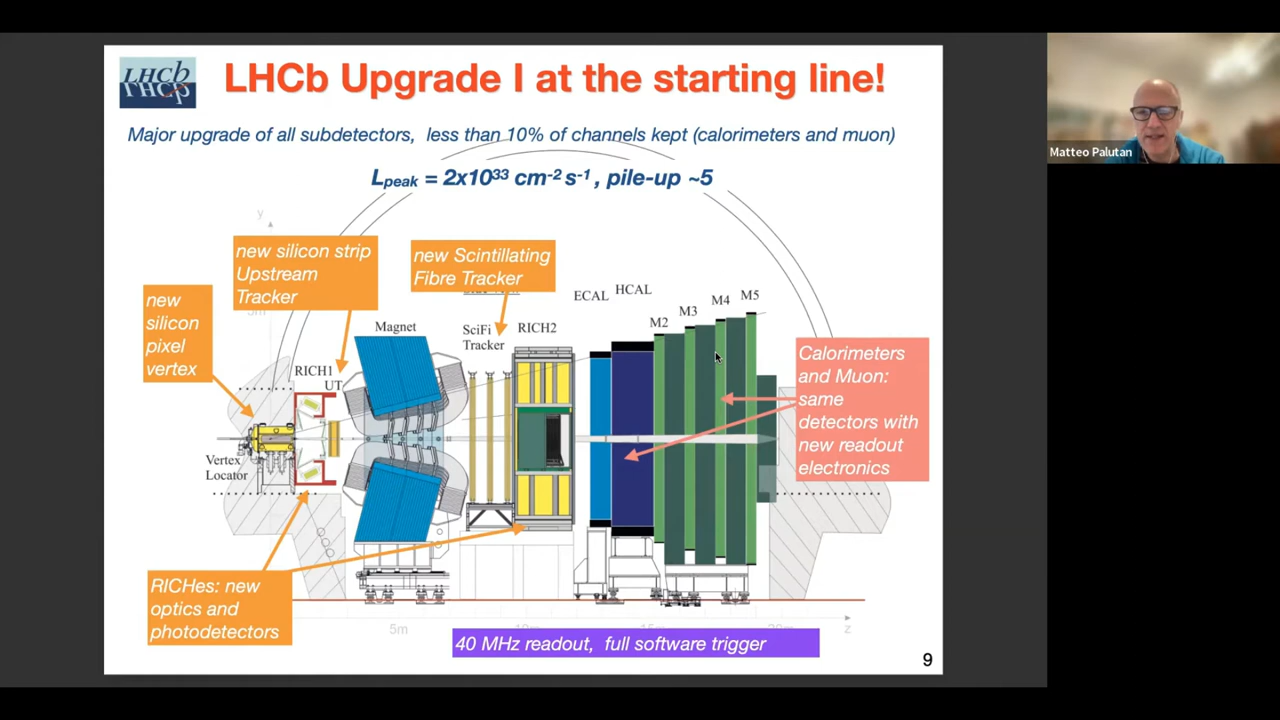 LHCb
LHCb Upgrade I at the starting line!
Major upgrade of all subdetectors, less than 10% of channels kept (calorimeters and muon)
Lpeak = 2x10³³ cm⁻² s⁻¹ , pile-up ~5
Matteo Palutan
y
new silicon strip
Upstream
Tracker
new Scintillating
Fibre Tracker
new
silicon
pixel
vertex
ECAL
HCAL
M2
M3
M4
M5
Magnet
SciFi
Tracker
RICH2
RICH1
UT
Calorimeters
and Muon:
same
detectors with
new readout
electronics
Vertex
Locator
RICHes: new
optics and
photodetectors
5m
z
40 MHz readout, full software trigger
9